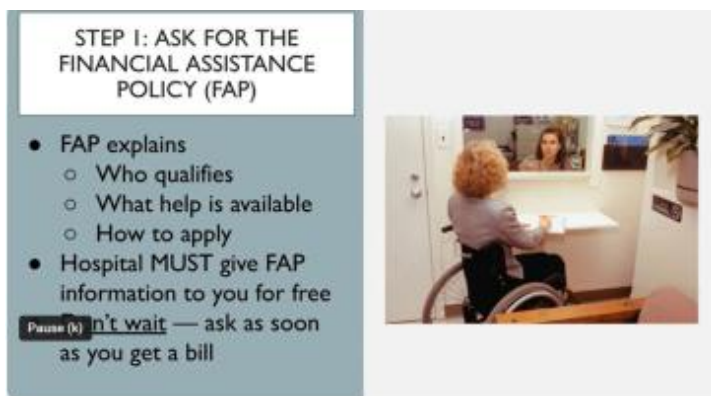 STEP 1: ASK FOR THE
FINANCIAL ASSISTANCE
POLICY (FAP)
● FAP explains
○ Who qualifies
○ What help is available
○ How to apply
● Hospital MUST give FAP
information to you for free
Pause (k) n't wait — ask as soon
as you get a bill